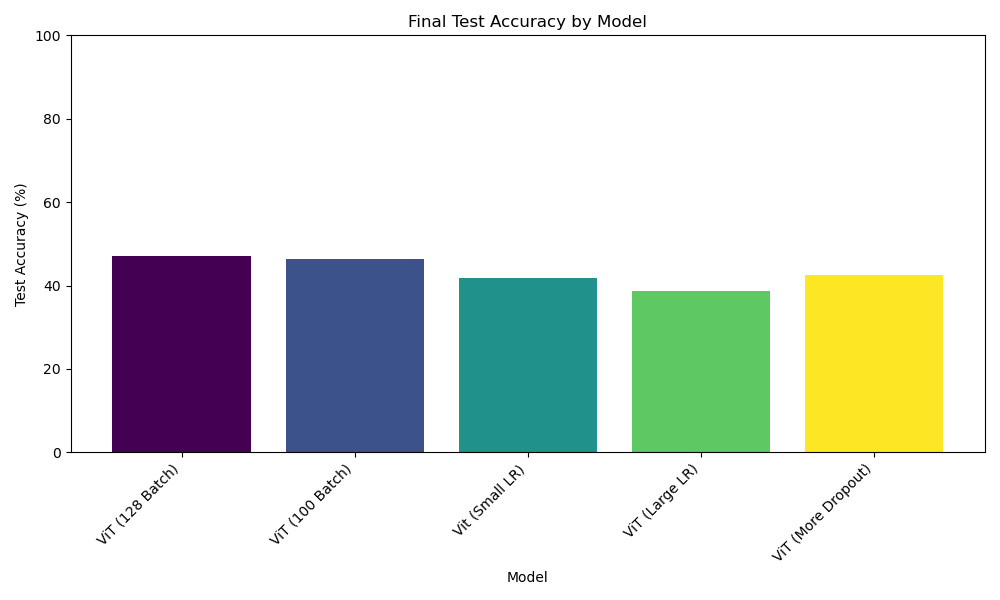 Final Test Accuracy by Model
Test Accuracy (%)
100
80
60
40
20
0
ViT (128 Batch)
ViT (100 Batch)
Vit (Small LR)
ViT (Large LR)
ViT (More Dropout)
Model